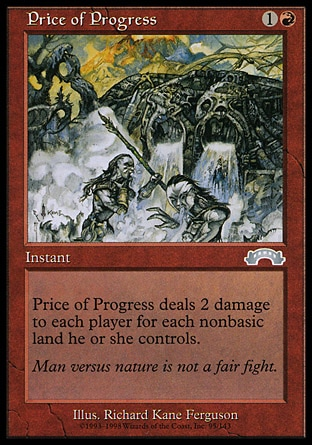 Price of Progress 1
Instant
Price of Progress deals 2 damage
to each player for each nonbasic
land he or she controls.
Man versus nature is not a fair fight.
Illus. Richard Kane Ferguson
©1993-1998 Wizards of the Coast, Inc. 95/143